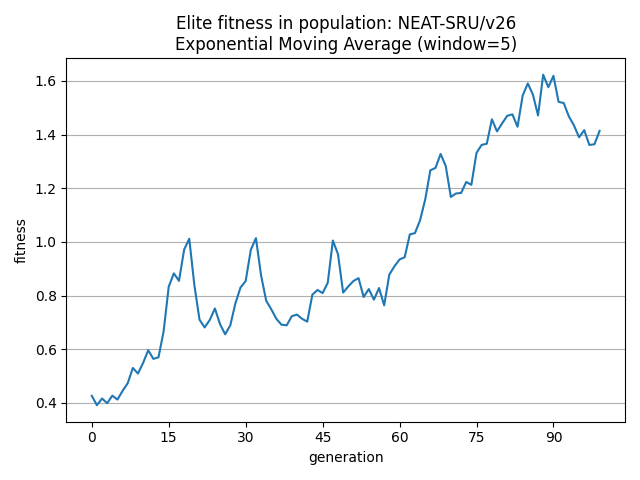 Elite fitness in population: NEAT-SRU/v26
Exponential Moving Average (window=5)
1.6
1.4
1.2
1.0
0.8
0.6
0.4
fitness
0 15 30 45 60 75 90
generation